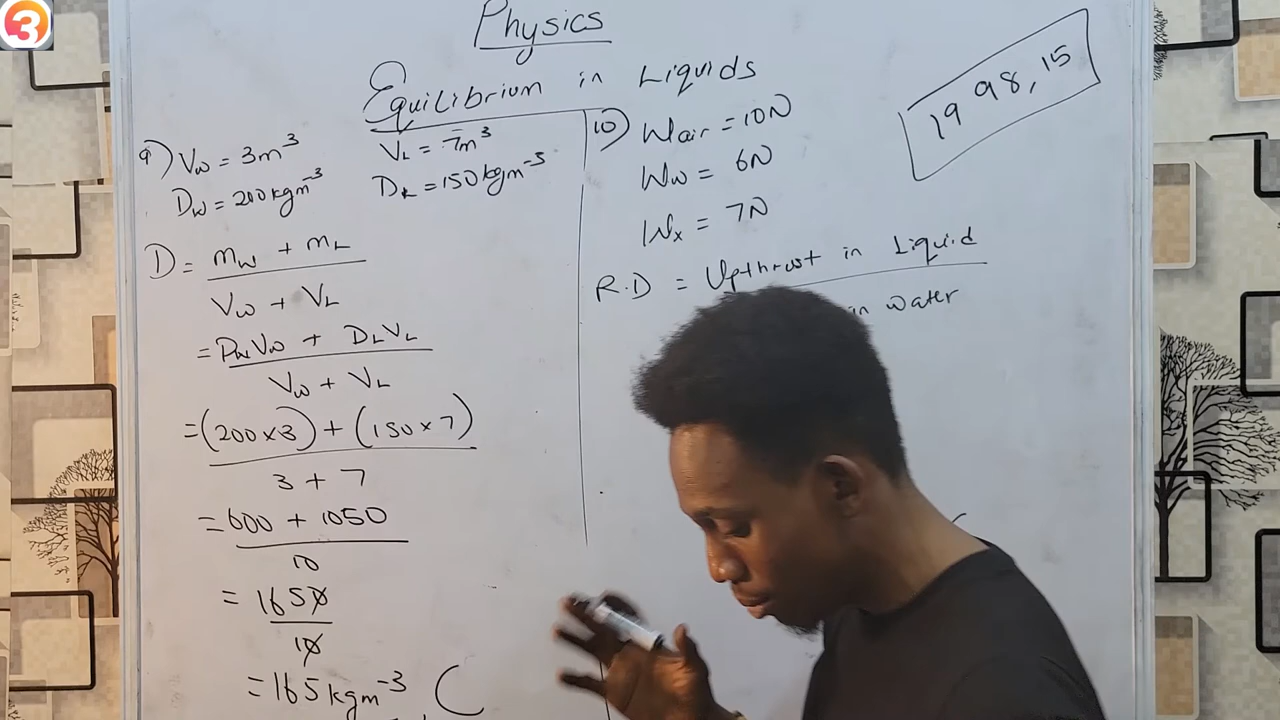 3
Physics
Equilibrium in Liquids
1998, 15
9) Vw = 3m³
Dw = 200kgm⁻³
VL = 7m³
DL = 150kgm⁻³
D = mw + mL
Vw + VL
= DwVw + DLVL
Vw + VL
= (200×3) + (150×7)
3 + 7
= 600 + 1050
10
= 1650
10
= 165kgm⁻³ C
10) Wair = 10N
Ww = 6N
Wx = 7N
R.D = Upthrust in Liquid
in water